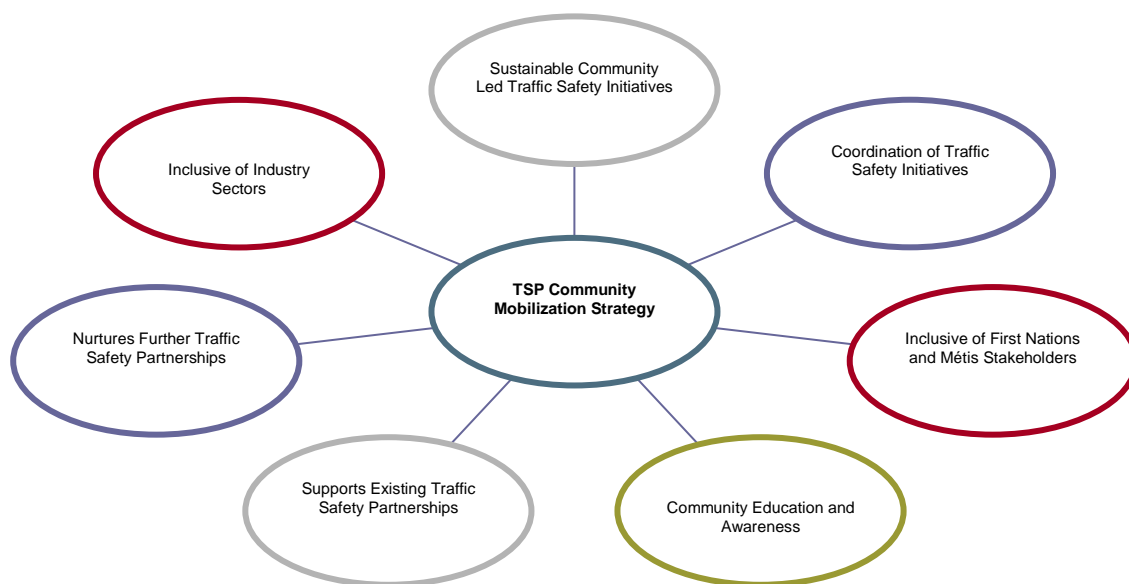 Sustainable Community
Led Traffic Safety Initiatives
Coordination of Traffic
Safety Initiatives
Inclusive of Industry
Sectors
TSP Community
Mobilization Strategy
Nurtures Further Traffic
Safety Partnerships
Inclusive of First Nations
and Métis Stakeholders
Supports Existing Traffic
Safety Partnerships
Community Education and
Awareness